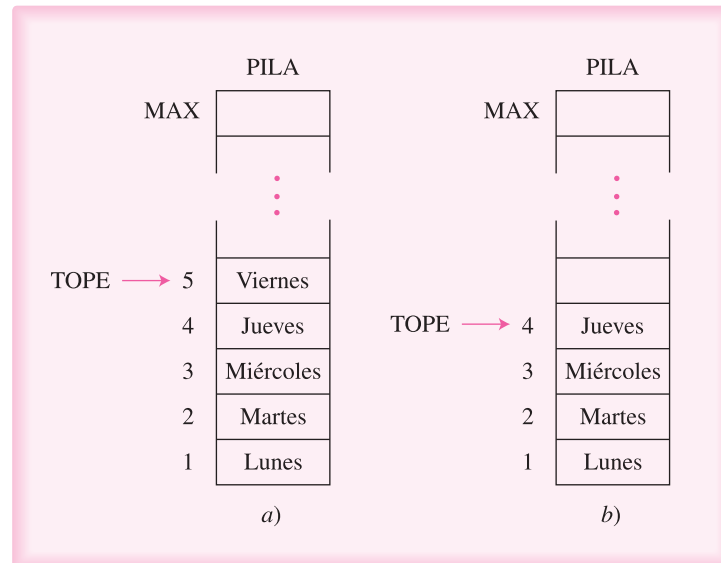 PILA
MAX
TOPE 5 Viernes
4 Jueves
3 Miércoles
2 Martes
1 Lunes
a)
PILA
MAX
TOPE 4 Jueves
3 Miércoles
2 Martes
1 Lunes
b)